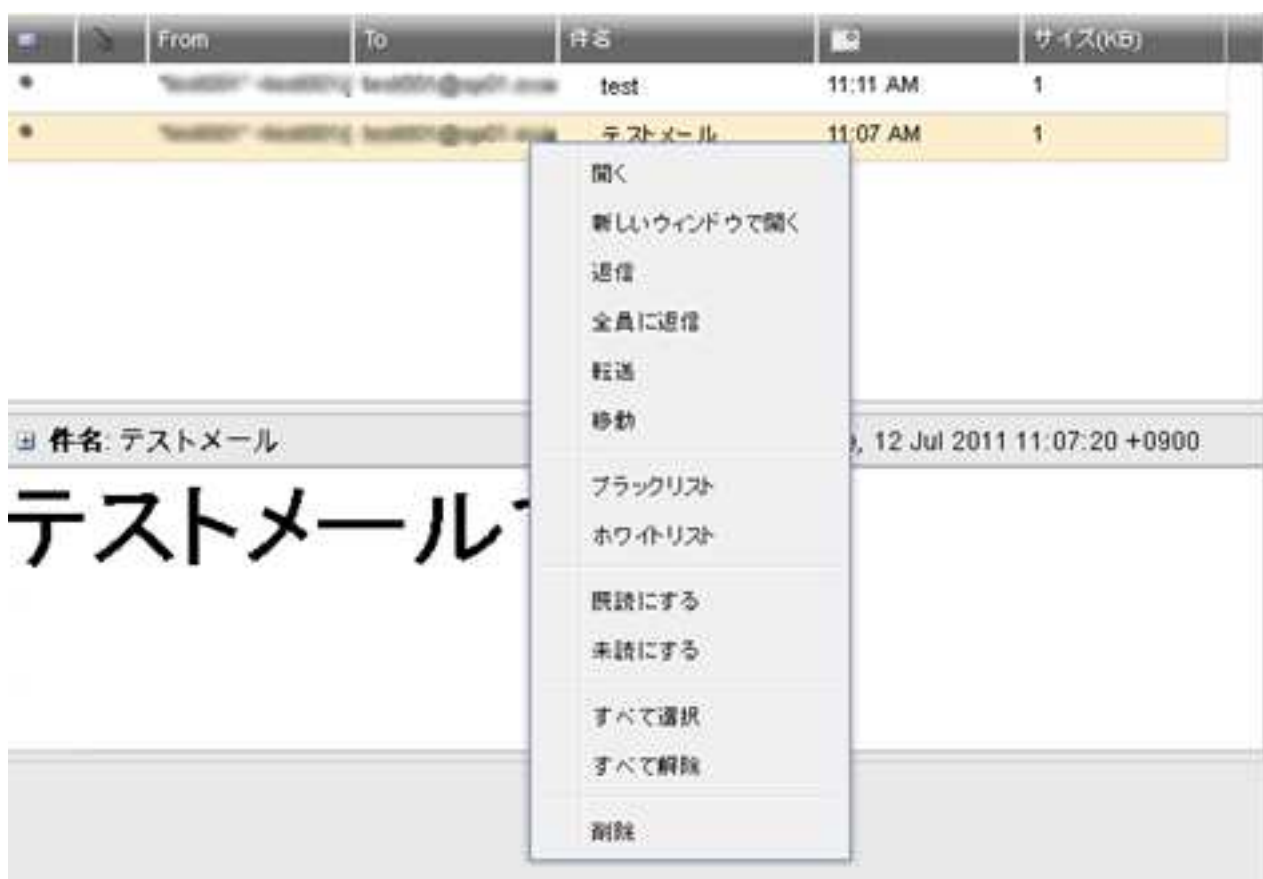 From To 件名 サイズ(KB)
test 11:11 AM 1
テストメール 11:07 AM 1
開く
新しいウィンドウで開く
返信
全員に返信
転送
移動
ブラックリスト
ホワイトリスト
既読にする
未読にする
すべて選択
すべて解除
削除
件名: テストメール , 12 Jul 2011 11:07:20 +0900
テストメール